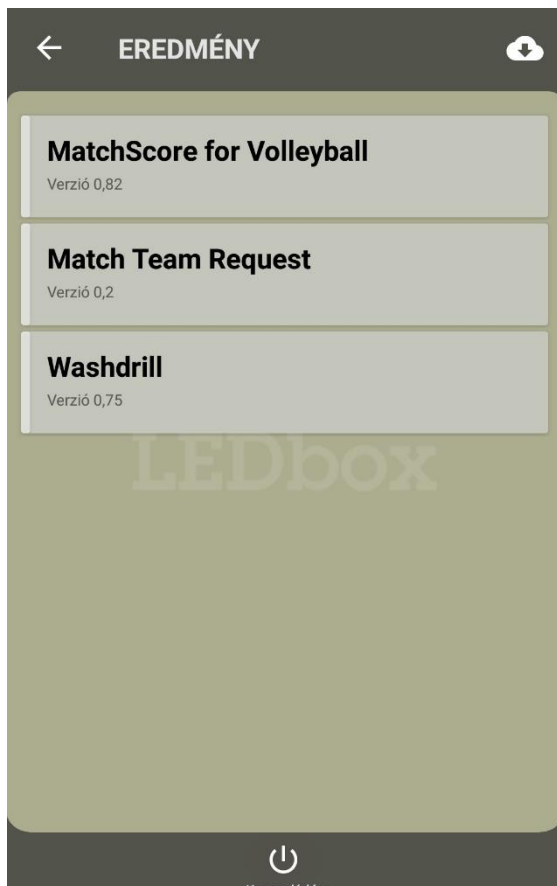 EREDMÉNY
MatchScore for Volleyball
Verzió 0,82
Match Team Request
Verzió 0,2
Washdrill
Verzió 0,75
LEDbox